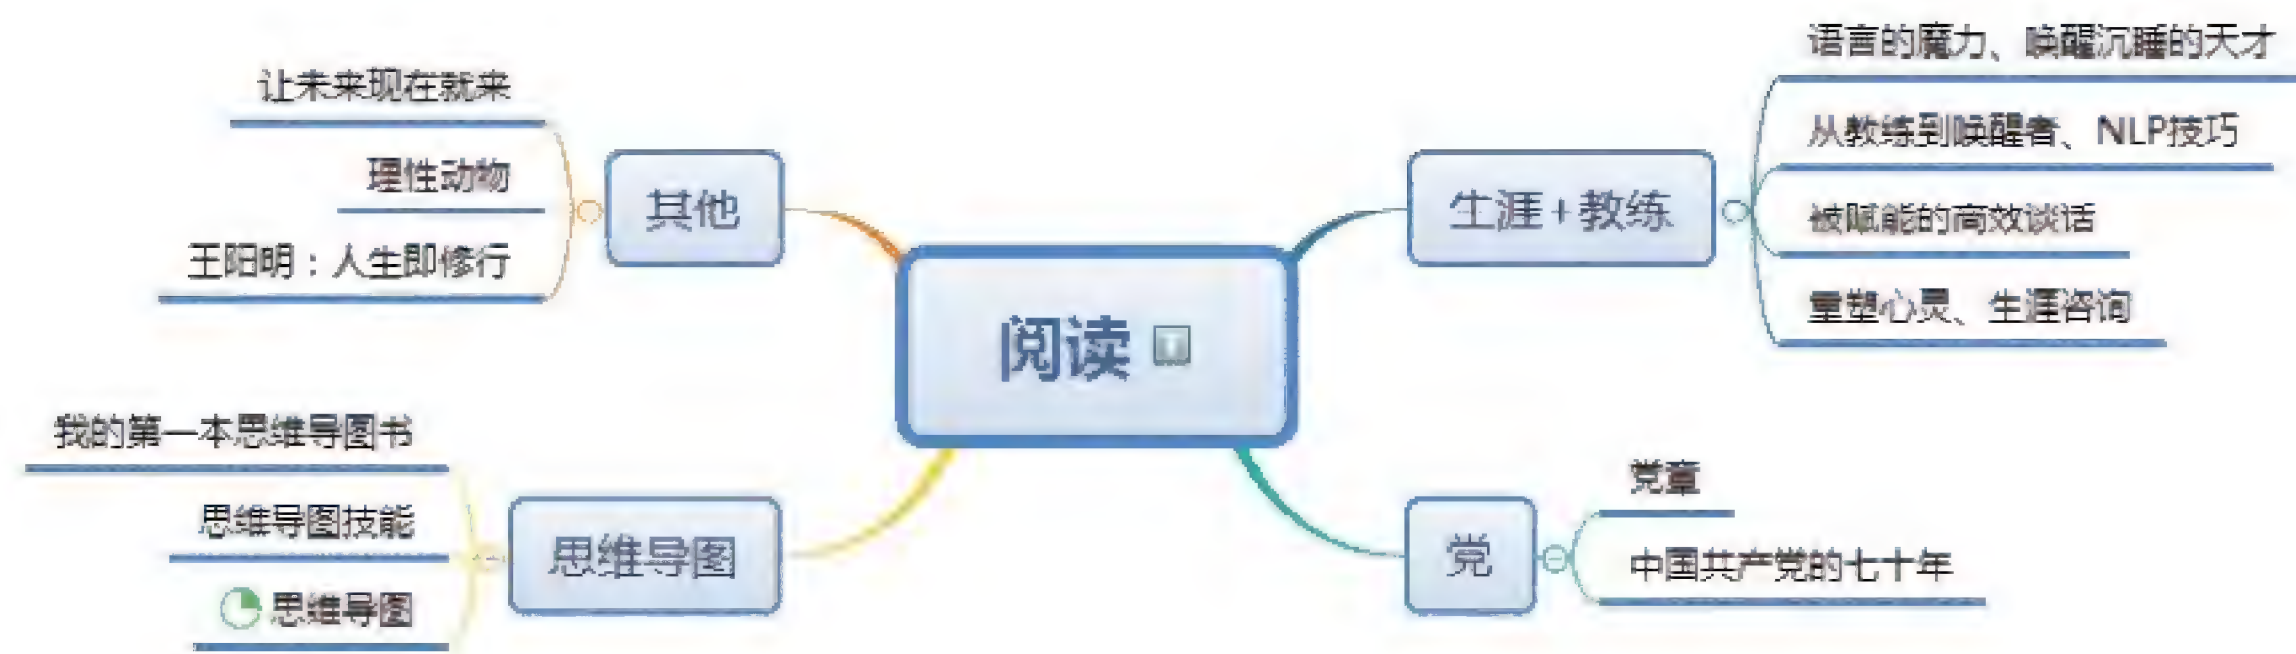 阅读
生涯+教练
语言的魔力、唤醒沉睡的天才
从教练到唤醒者、NLP技巧
被赋能的高效谈话
重塑心灵、生涯咨询
党
党章
中国共产党的七十年
思维导图
我的第一本思维导图书
思维导图技能
思维导图
其他
让未来现在就来
理性动物
王阳明：人生即修行